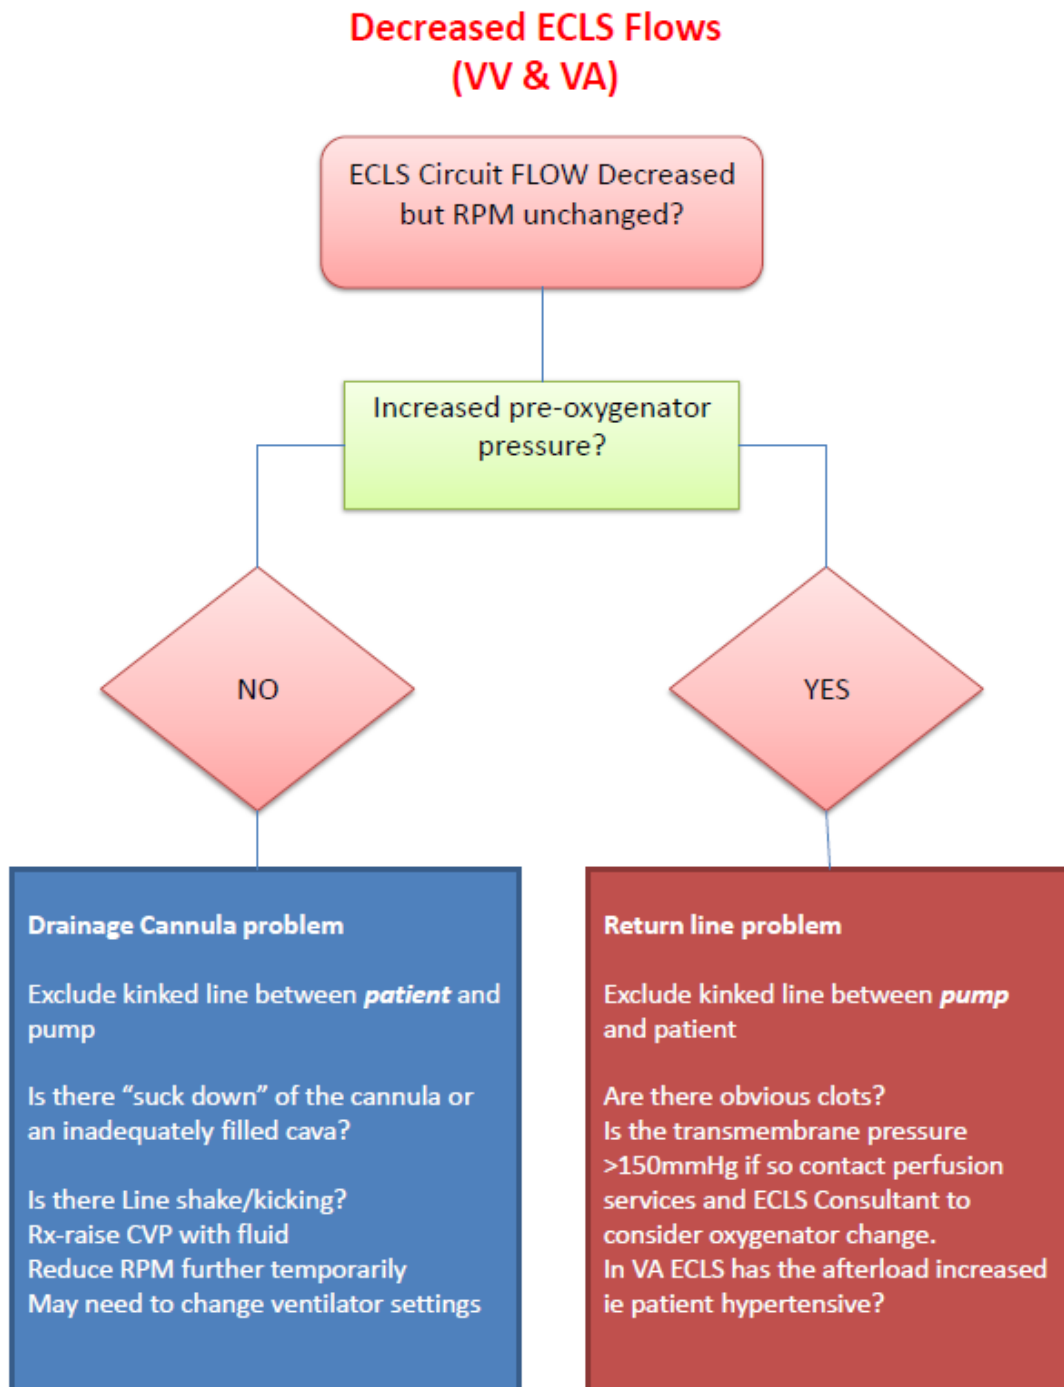 Decreased ECLS Flows
(VV & VA)
ECLS Circuit FLOW Decreased
but RPM unchanged?
Increased pre-oxygenator
pressure?
NO
YES
Drainage Cannula problem
Exclude kinked line between patient and
pump
Is there “suck down” of the cannula or
an inadequately filled cava?
Is there Line shake/kicking?
Rx-raise CVP with fluid
Reduce RPM further temporarily
May need to change ventilator settings
Return line problem
Exclude kinked line between pump
and patient
Are there obvious clots?
Is the transmembrane pressure
>150mmHg if so contact perfusion
services and ECLS Consultant to
consider oxygenator change.
In VA ECLS has the afterload increased
ie patient hypertensive?